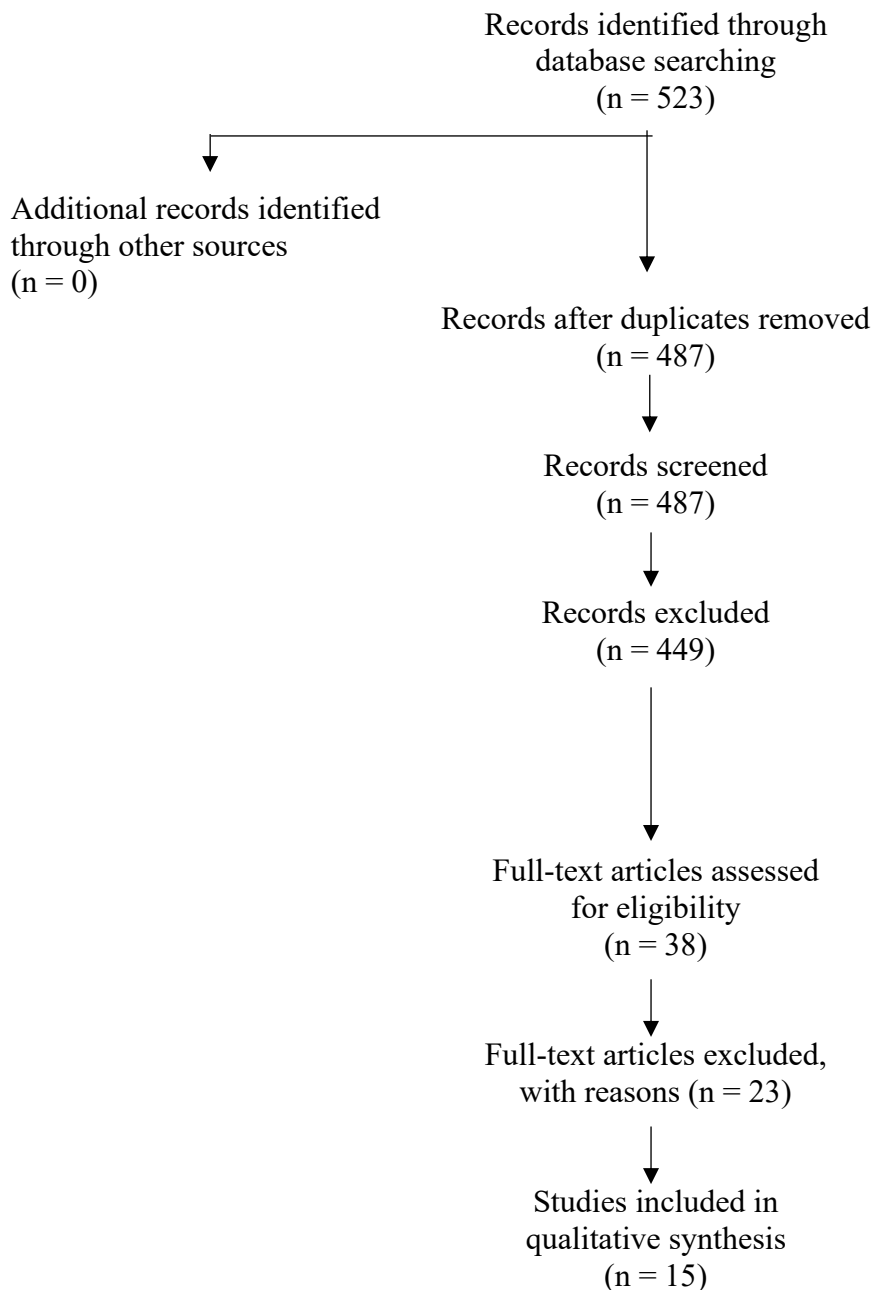 Records identified through
database searching
(n = 523)
Additional records identified
through other sources
(n = 0)
Records after duplicates removed
(n = 487)
Records screened
(n = 487)
Records excluded
(n = 449)
Full-text articles assessed
for eligibility
(n = 38)
Full-text articles excluded,
with reasons (n = 23)
Studies included in
qualitative synthesis
(n = 15)